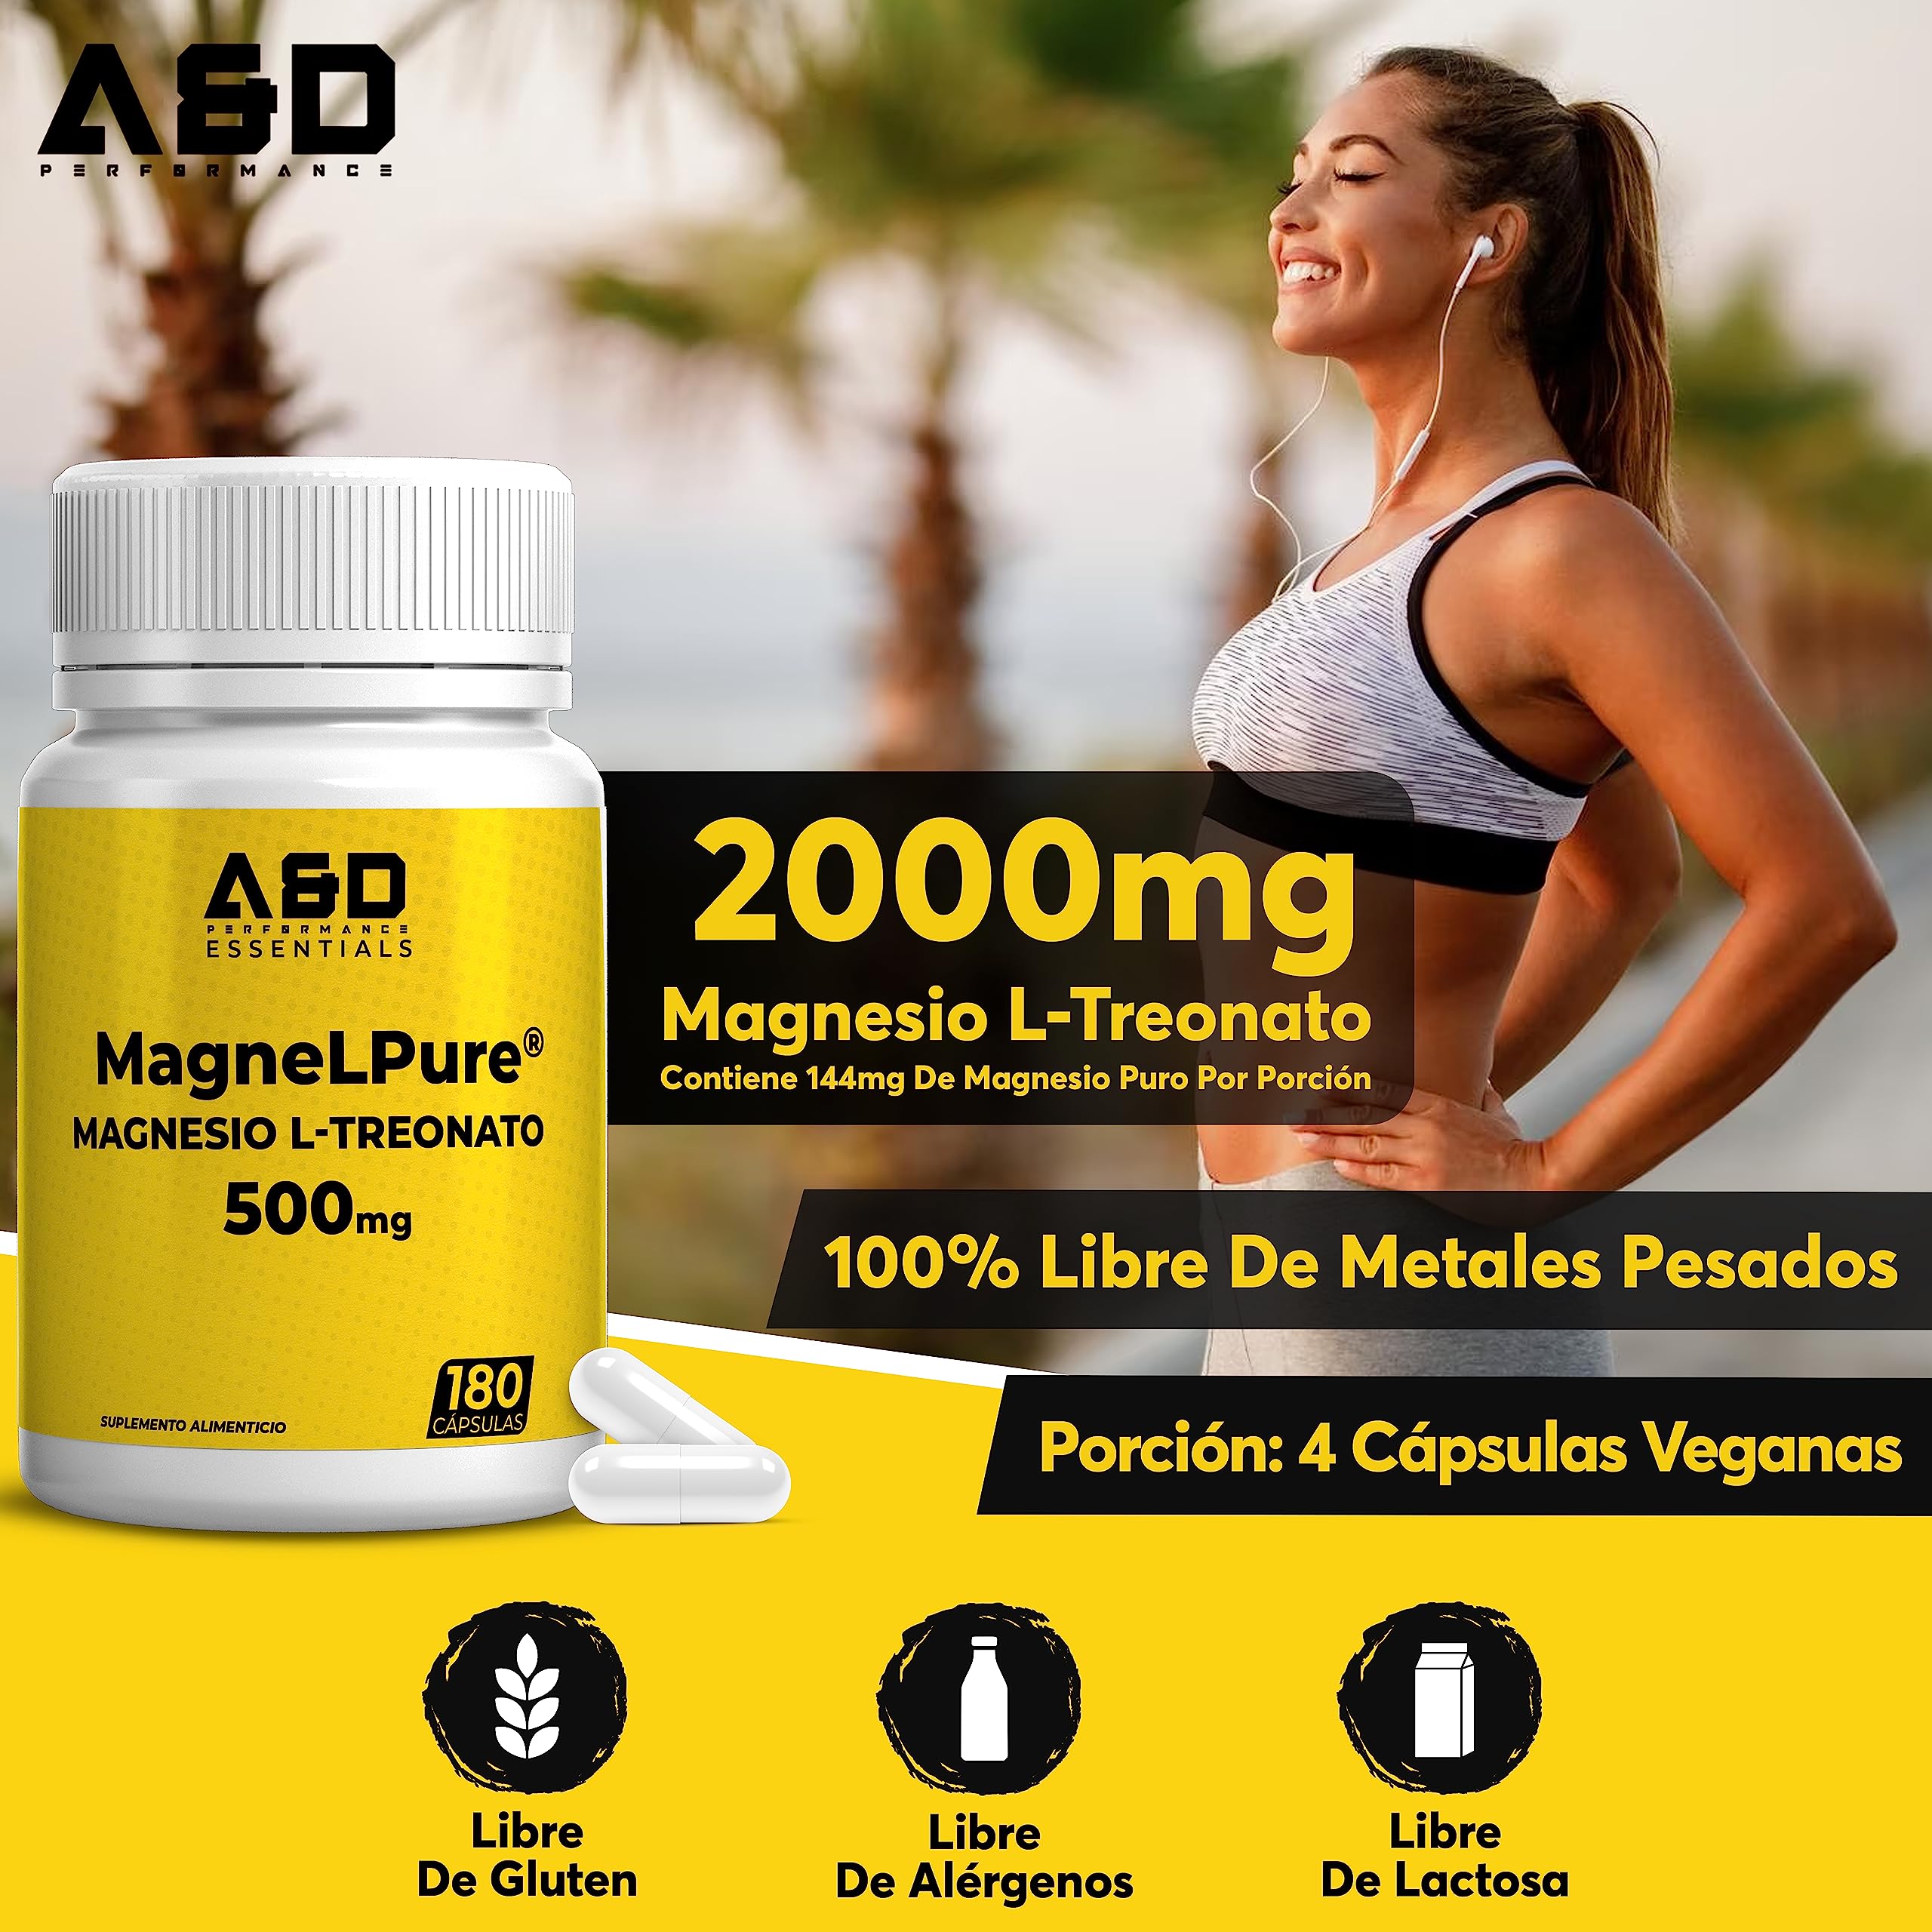 A&D
PERFORMANCE
A&D
PERFORMANCE
ESSENTIALS
MagneLPure®
MAGNESIO L-TREONATO
500mg
180
CÁPSULAS
SUPLEMENTO ALIMENTICIO
2000mg
Magnesio L-Treonato
Contiene 144mg De Magnesio Puro Por Porción
100% Libre De Metales Pesados
Porción: 4 Cápsulas Veganas
Libre
De Gluten
Libre
De Alérgenos
Libre
De Lactosa